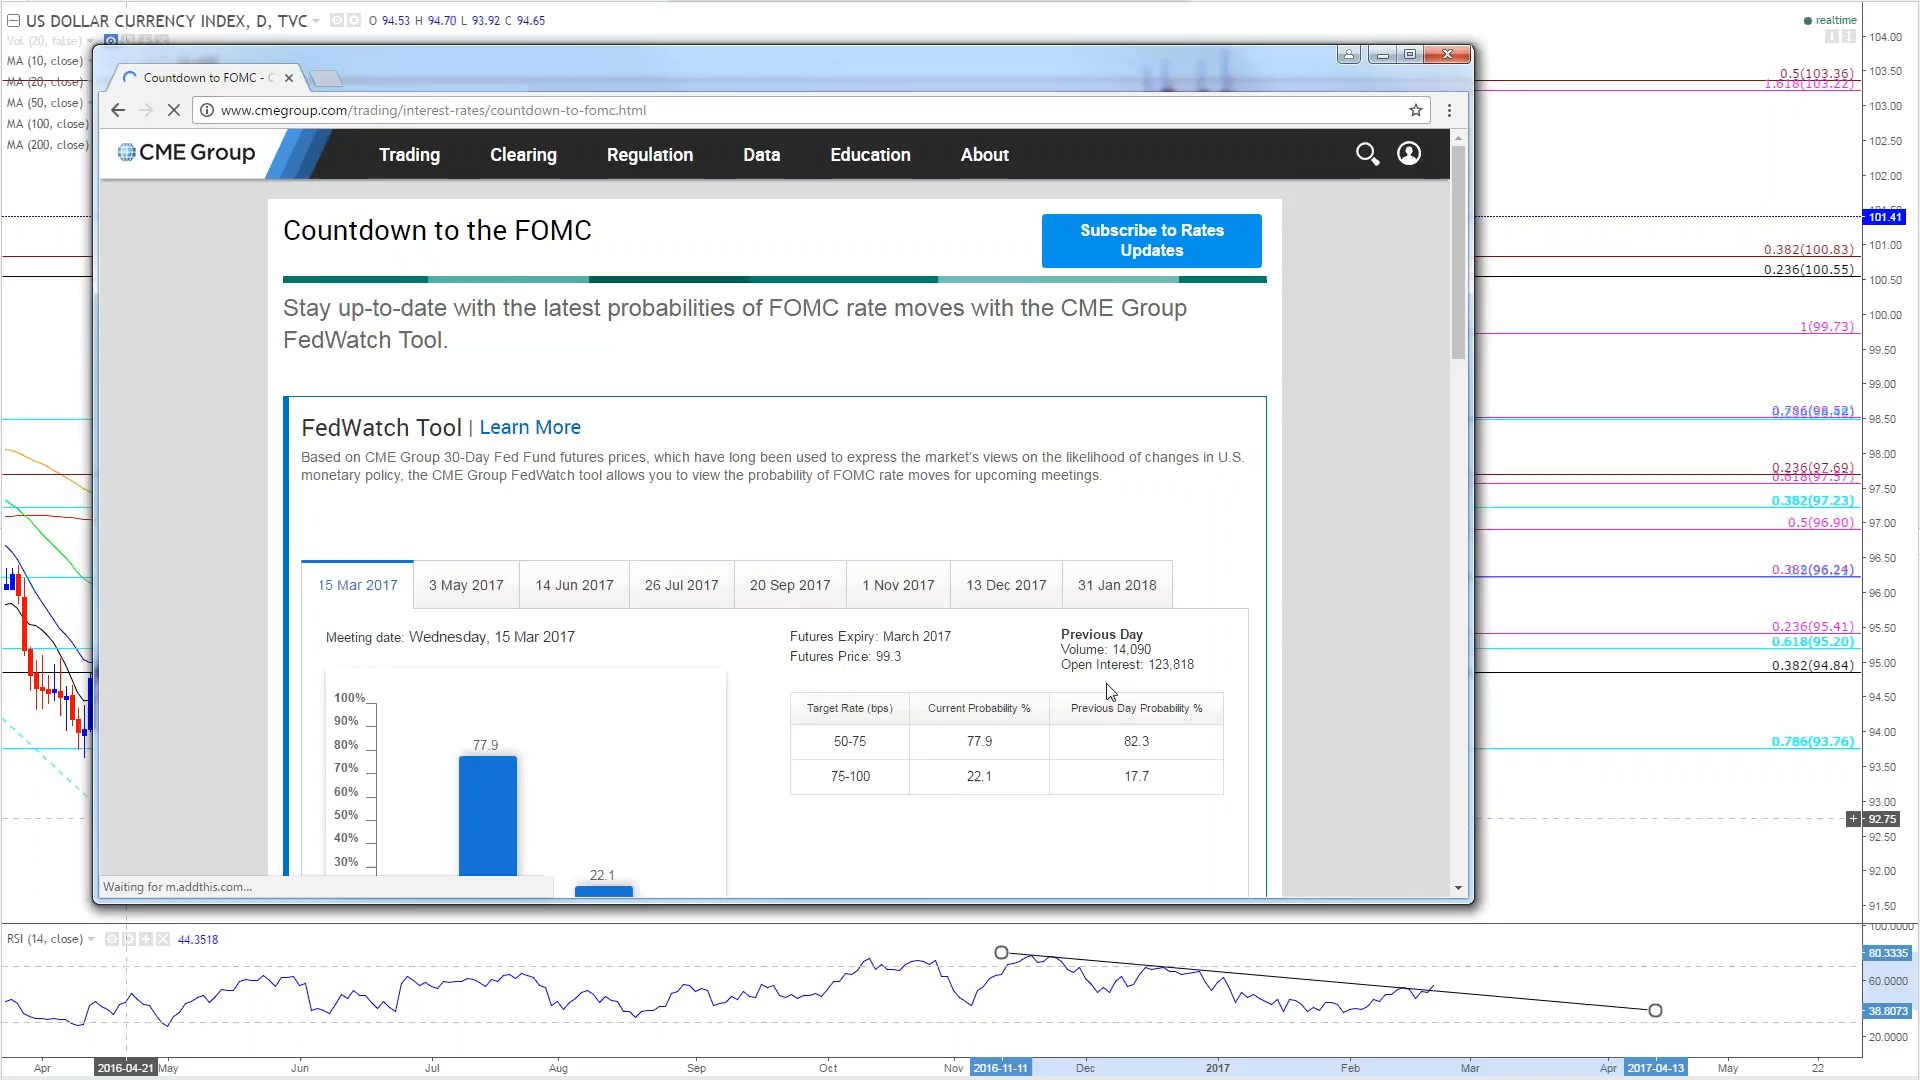 US DOLLAR CURRENCY INDEX, D, TVC
O 94.53 H 94.70 L 93.92 C 94.65
realtime
Vol (20, false)
MA (10, close)
MA (20, close)
MA (50, close)
MA (100, close)
MA (200, close)
Countdown to FOMC - C
www.cmegroup.com/trading/interest-rates/countdown-to-fomc.html
CME Group
Trading
Clearing
Regulation
Data
Education
About
Countdown to the FOMC
Subscribe to Rates
Updates
Stay up-to-date with the latest probabilities of FOMC rate moves with the CME Group
FedWatch Tool.
FedWatch Tool | Learn More
Based on CME Group 30-Day Fed Fund futures prices, which have long been used to express the market's views on the likelihood of changes in U.S.
monetary policy, the CME Group FedWatch tool allows you to view the probability of FOMC rate moves for upcoming meetings.
15 Mar 2017
3 May 2017
14 Jun 2017
26 Jul 2017
20 Sep 2017
1 Nov 2017
13 Dec 2017
31 Jan 2018
Meeting date: Wednesday, 15 Mar 2017
Futures Expiry: March 2017
Futures Price: 99.3
Previous Day
Volume: 14,090
Open Interest: 123,818
Target Rate (bps)
Current Probability %
Previous Day Probability %
50-75
77.9
82.3
75-100
22.1
17.7
100%
90%
80%
70%
60%
50%
40%
30%
77.9
22.1
Waiting for m.addthis.com...
0.5(103.36)
1.618(103.22)
0.382(100.83)
0.236(100.55)
1(99.73)
0.236(97.69)
0.618(97.57)
0.382(97.23)
0.5(96.90)
0.382(96.24)
0.236(95.41)
0.618(95.20)
0.382(94.84)
0.786(93.76)
104.00
103.50
103.00
102.50
102.00
101.41
101.00
100.50
100.00
99.50
99.00
98.50
98.00
97.50
97.00
96.50
96.00
95.50
95.00
94.50
94.00
93.50
93.00
92.75
92.50
92.00
91.50
RSI (14, close)
44.3518
100.0000
80.3335
60.0000
38.8073
20.0000
Apr
2016-04-21
May
Jun
Jul
Aug
Sep
Oct
Nov
2016-11-11
Dec
2017
Feb
Mar
Apr
2017-04-13
May
22